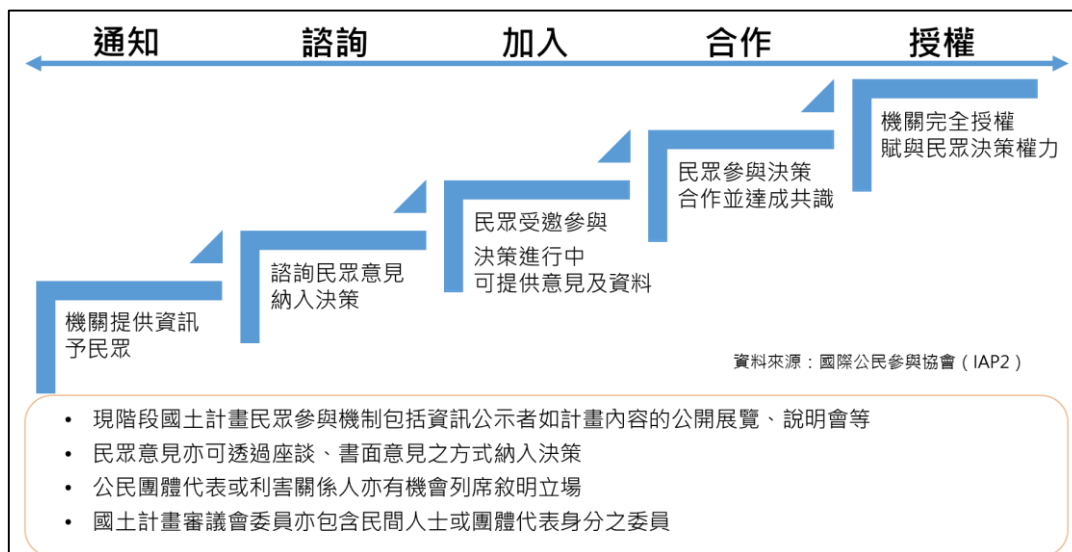 通知
諮詢
加入
合作
授權
機關提供資訊
予民眾
諮詢民眾意見
納入決策
民眾受邀參與
決策進行中
可提供意見及資料
民眾參與決策
合作並達成共識
機關完全授權
賦與民眾決策權力
資料來源：國際公民參與協會（IAP2）
• 現階段國土計畫民眾參與機制包括資訊公示者如計畫內容的公開展覽、說明會等
• 民眾意見亦可透過座談、書面意見之方式納入決策
• 公民團體代表或利害關係人亦有機會列席敘明立場
• 國土計畫審議會委員亦包含民間人士或團體代表身分之委員